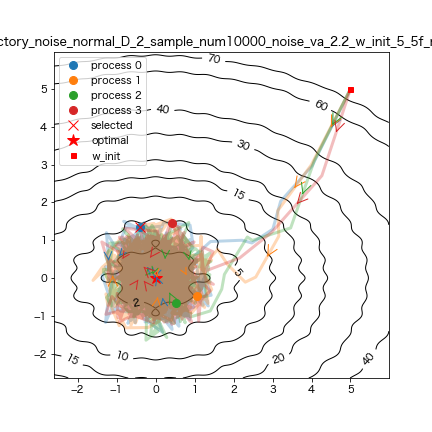 ctory_noise_normal_D_2_sample_num10000_noise_va_2.2_w_init_5_5f_r
process 0
process 1
process 2
process 3
selected
optimal
w_init
70
60
40
30
15
5
2
10
15
20
40
5
4
3
2
1
0
−1
−2
−2 −1 0 1 2 3 4 5